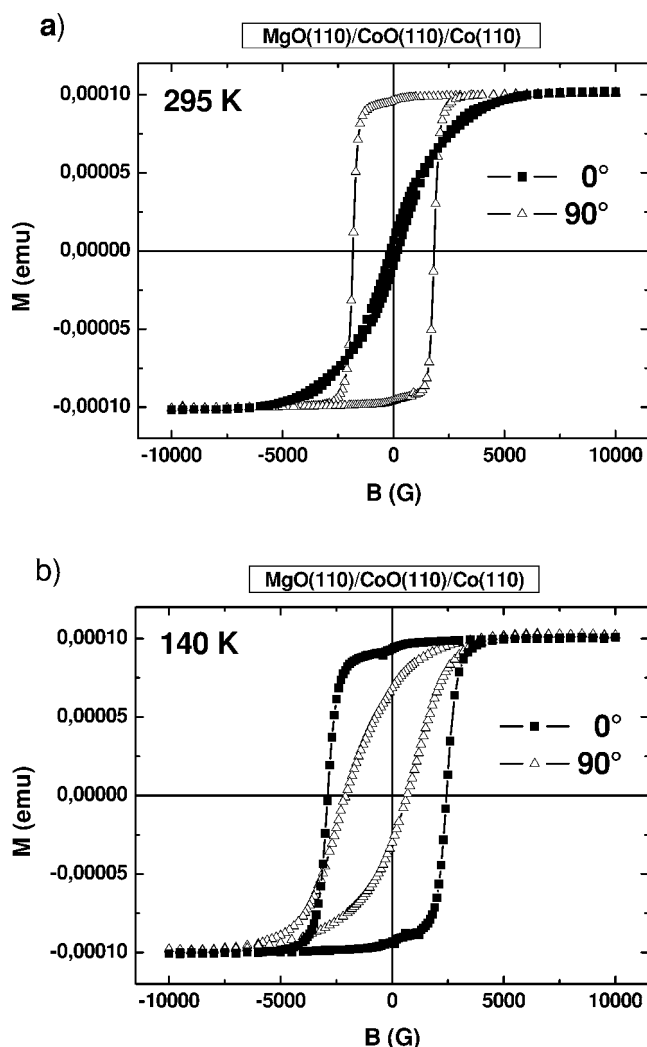 a)
MgO(110)/CoO(110)/Co(110)
295 K
0,00010
0,00005
0,00000
-0,00005
-0,00010
M (emu)
0°
90°
-10000 -5000 0 5000 10000
B (G)
b)
MgO(110)/CoO(110)/Co(110)
140 K
0,00010
0,00005
0,00000
-0,00005
-0,00010
M (emu)
0°
90°
-10000 -5000 0 5000 10000
B (G)